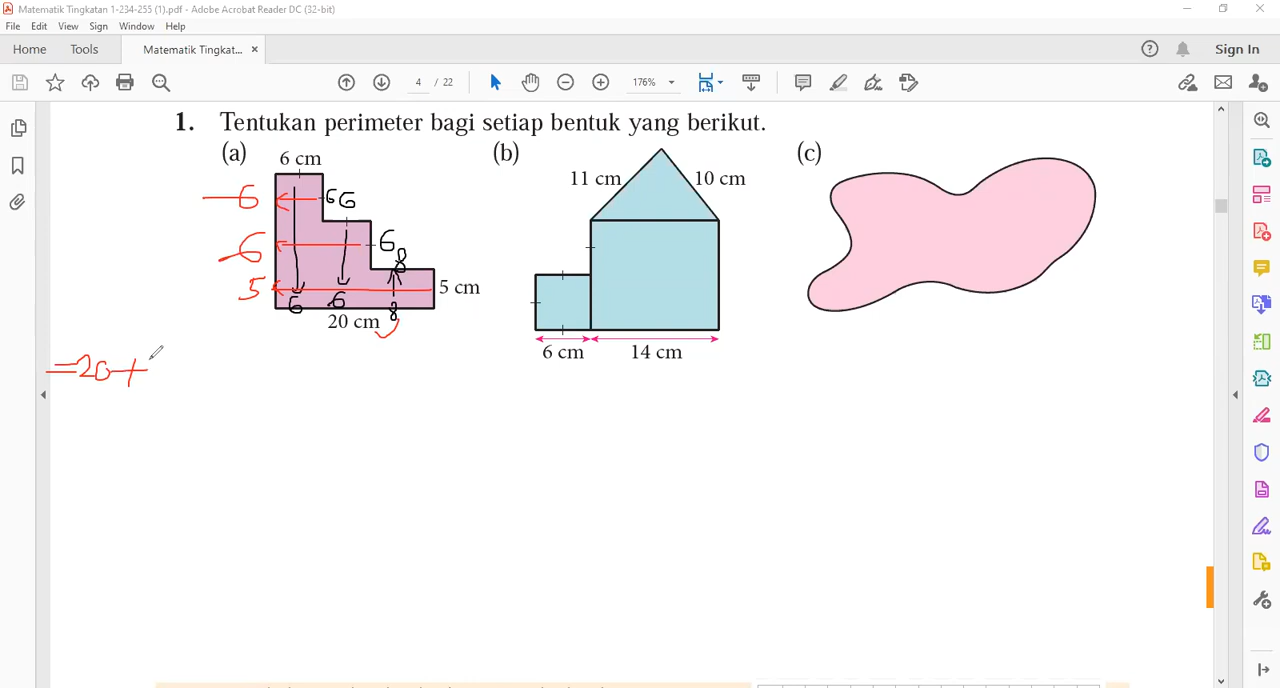 Matematik Tingkatan 1-234-255 (1).pdf - Adobe Acrobat Reader DC (32-bit)
File Edit View Sign Window Help
Home Tools Matematik Tingkat... × Sign In
4 / 22 176%
1. Tentukan perimeter bagi setiap bentuk yang berikut.
(a) (b) (c)
6 cm
11 cm 10 cm
6 6 6
6 6 8
5 5 cm
6 6 8
20 cm
6 cm 14 cm
=20+